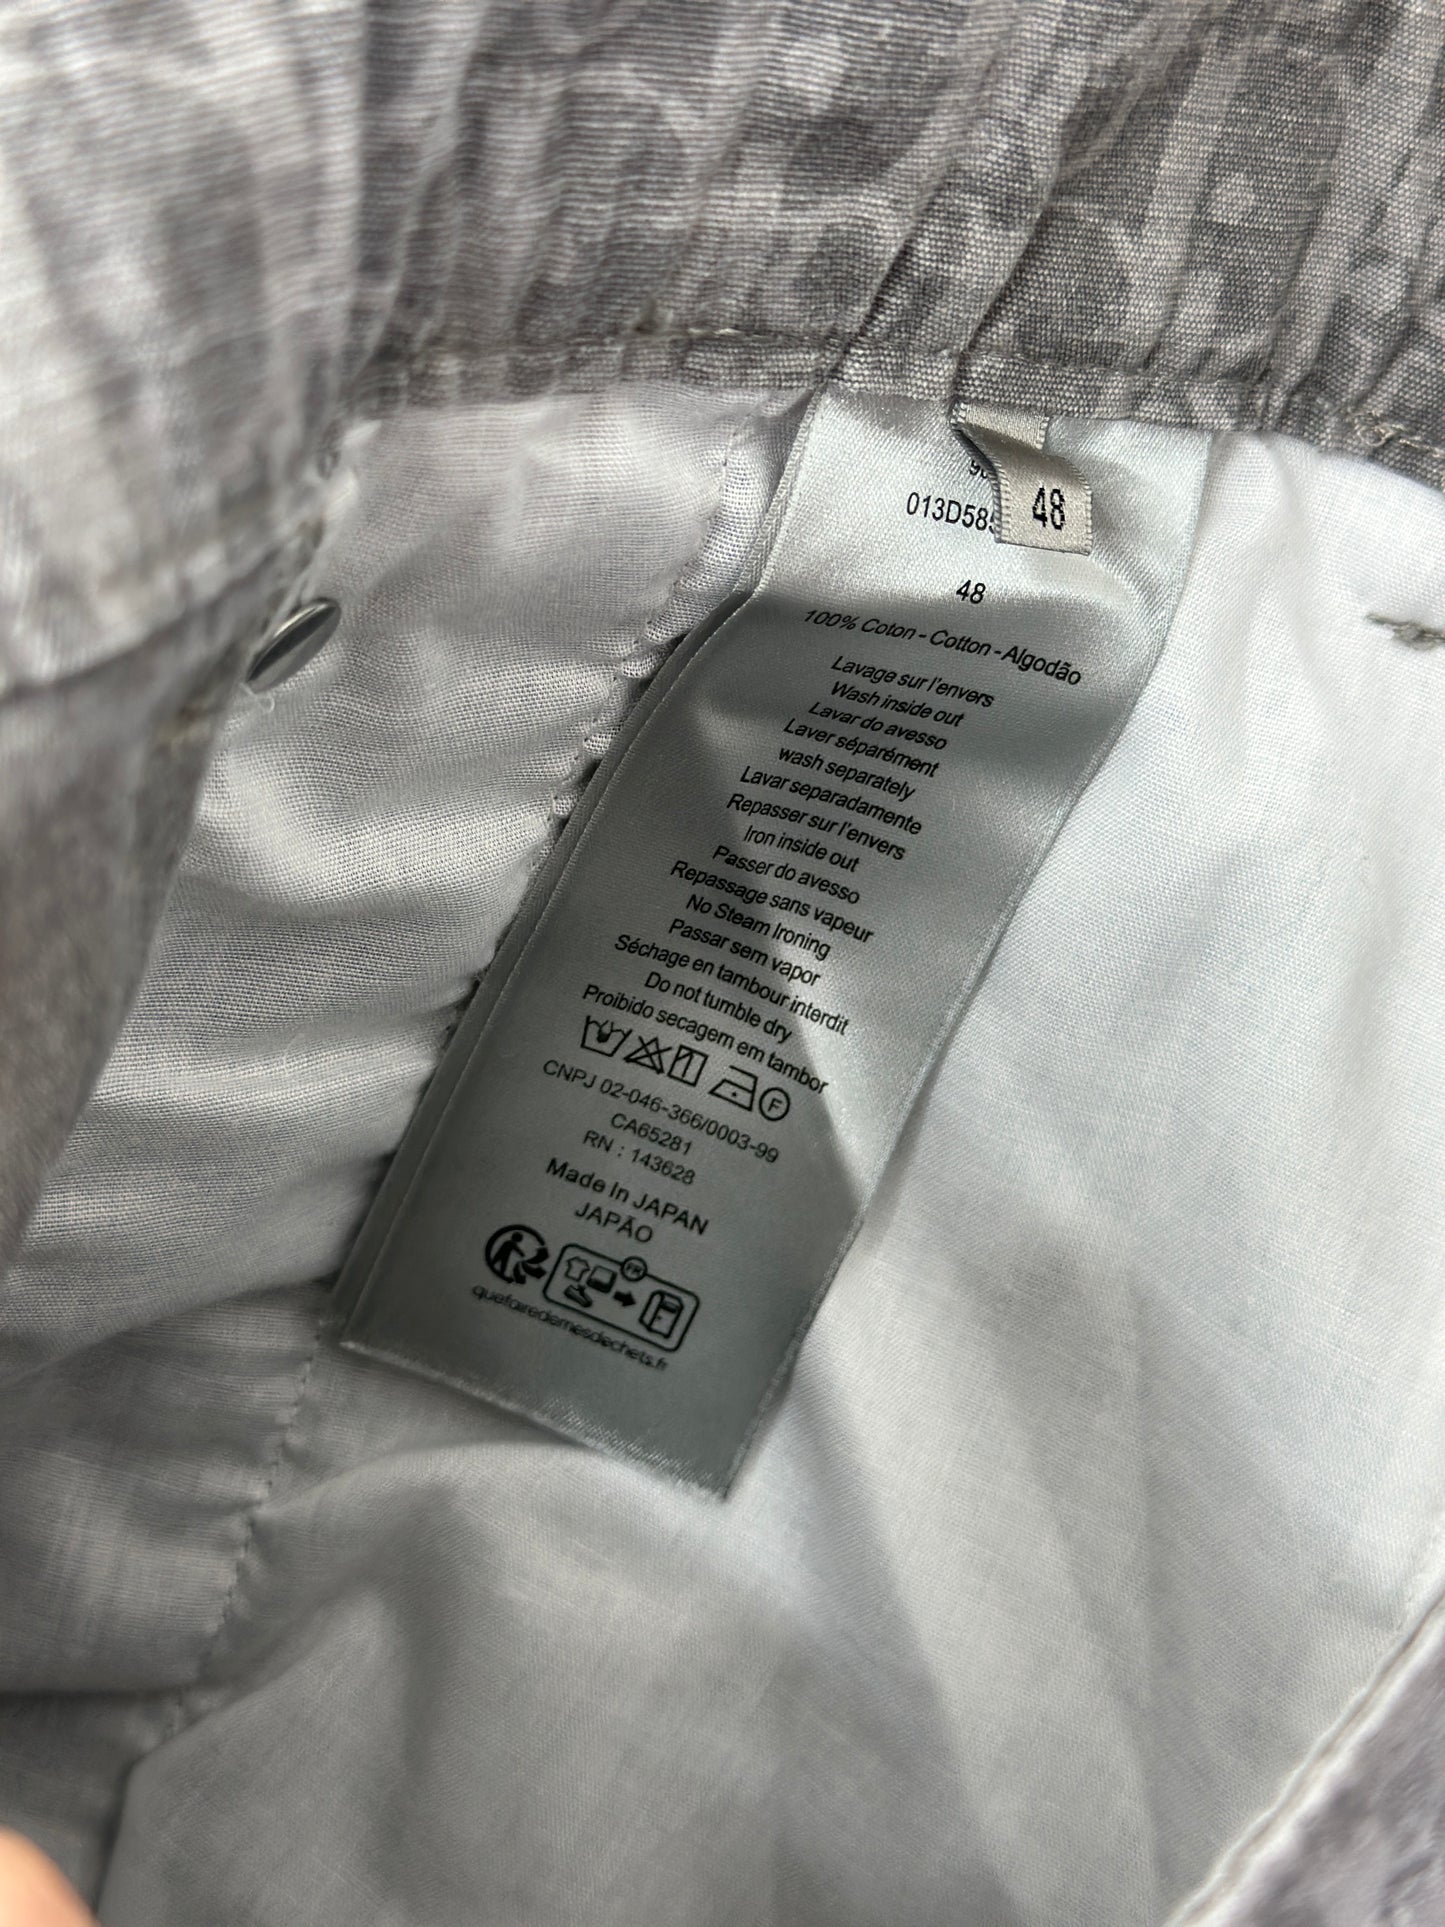 48
48
100% Coton - Cotton - Algodão
Lavage sur l'envers
Wash inside out
Lavar do avesso
Laver séparément
wash separately
Lavar separadamente
Repasser sur l'envers
Iron inside out
Passer do avesso
Repassage sans vapeur
No Steam Ironing
Passar sem vapor
Séchage en tambour interdit
Do not tumble dry
Proibido secagem em tambor
F
CNPJ 02-046-366/0003-99
CA65281
RN : 143628
Made In JAPAN
JAPÃO
FR
quefairedemesdechets.fr